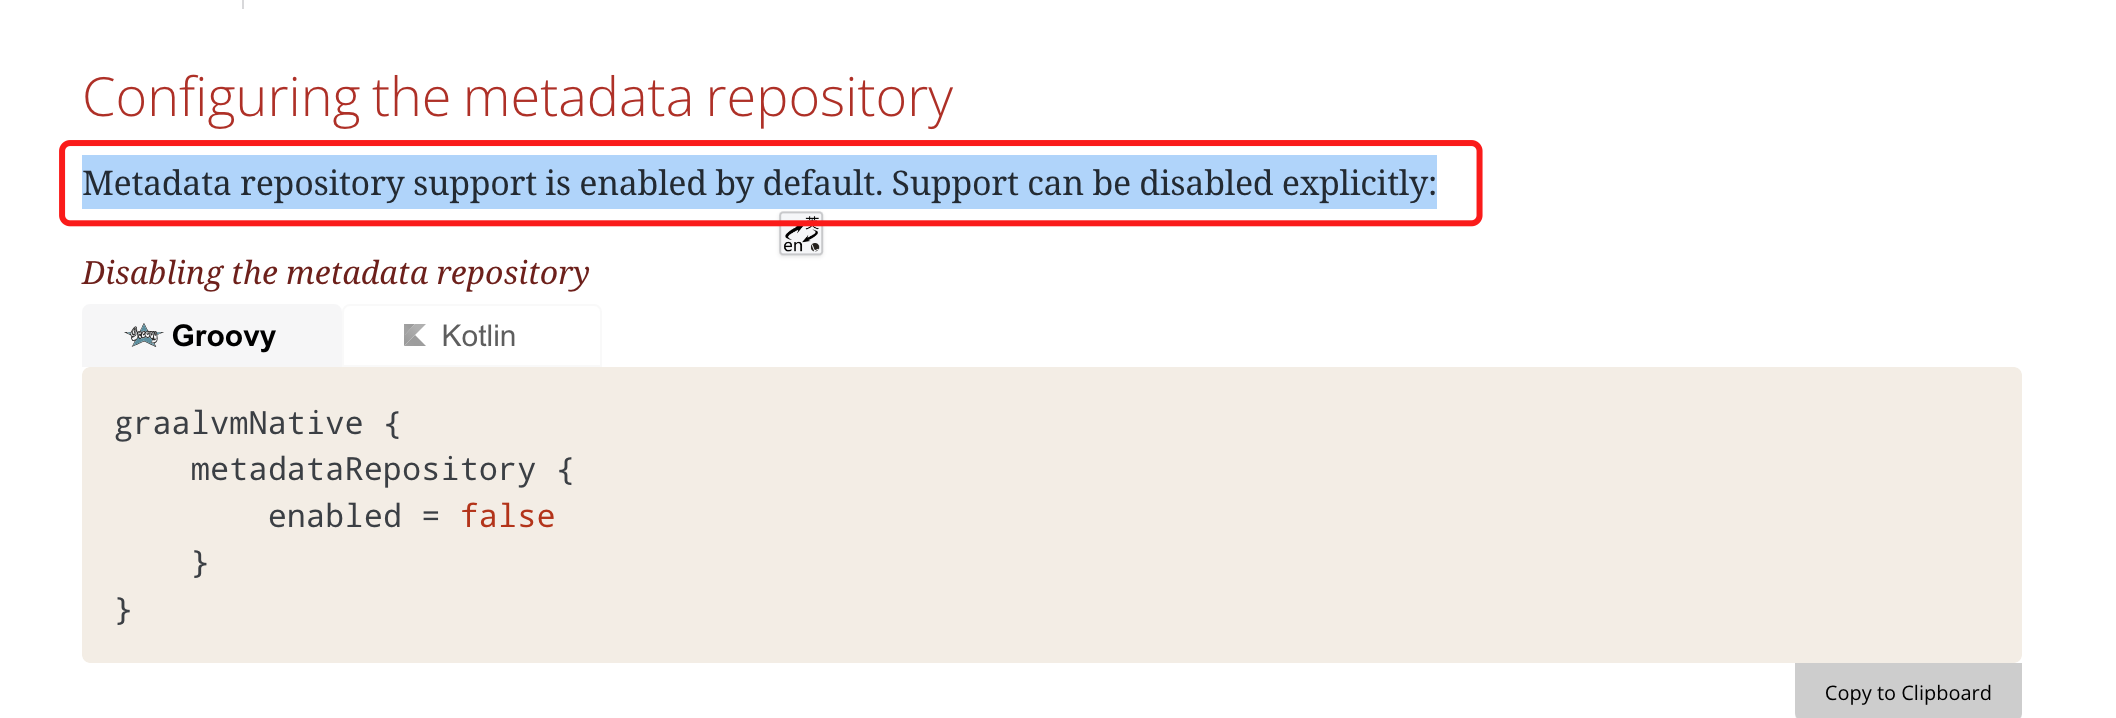 Configuring the metadata repository
Metadata repository support is enabled by default. Support can be disabled explicitly:
英
en
Disabling the metadata repository
Groovy Kotlin
graalvmNative {
    metadataRepository {
        enabled = false
    }
}
Copy to Clipboard